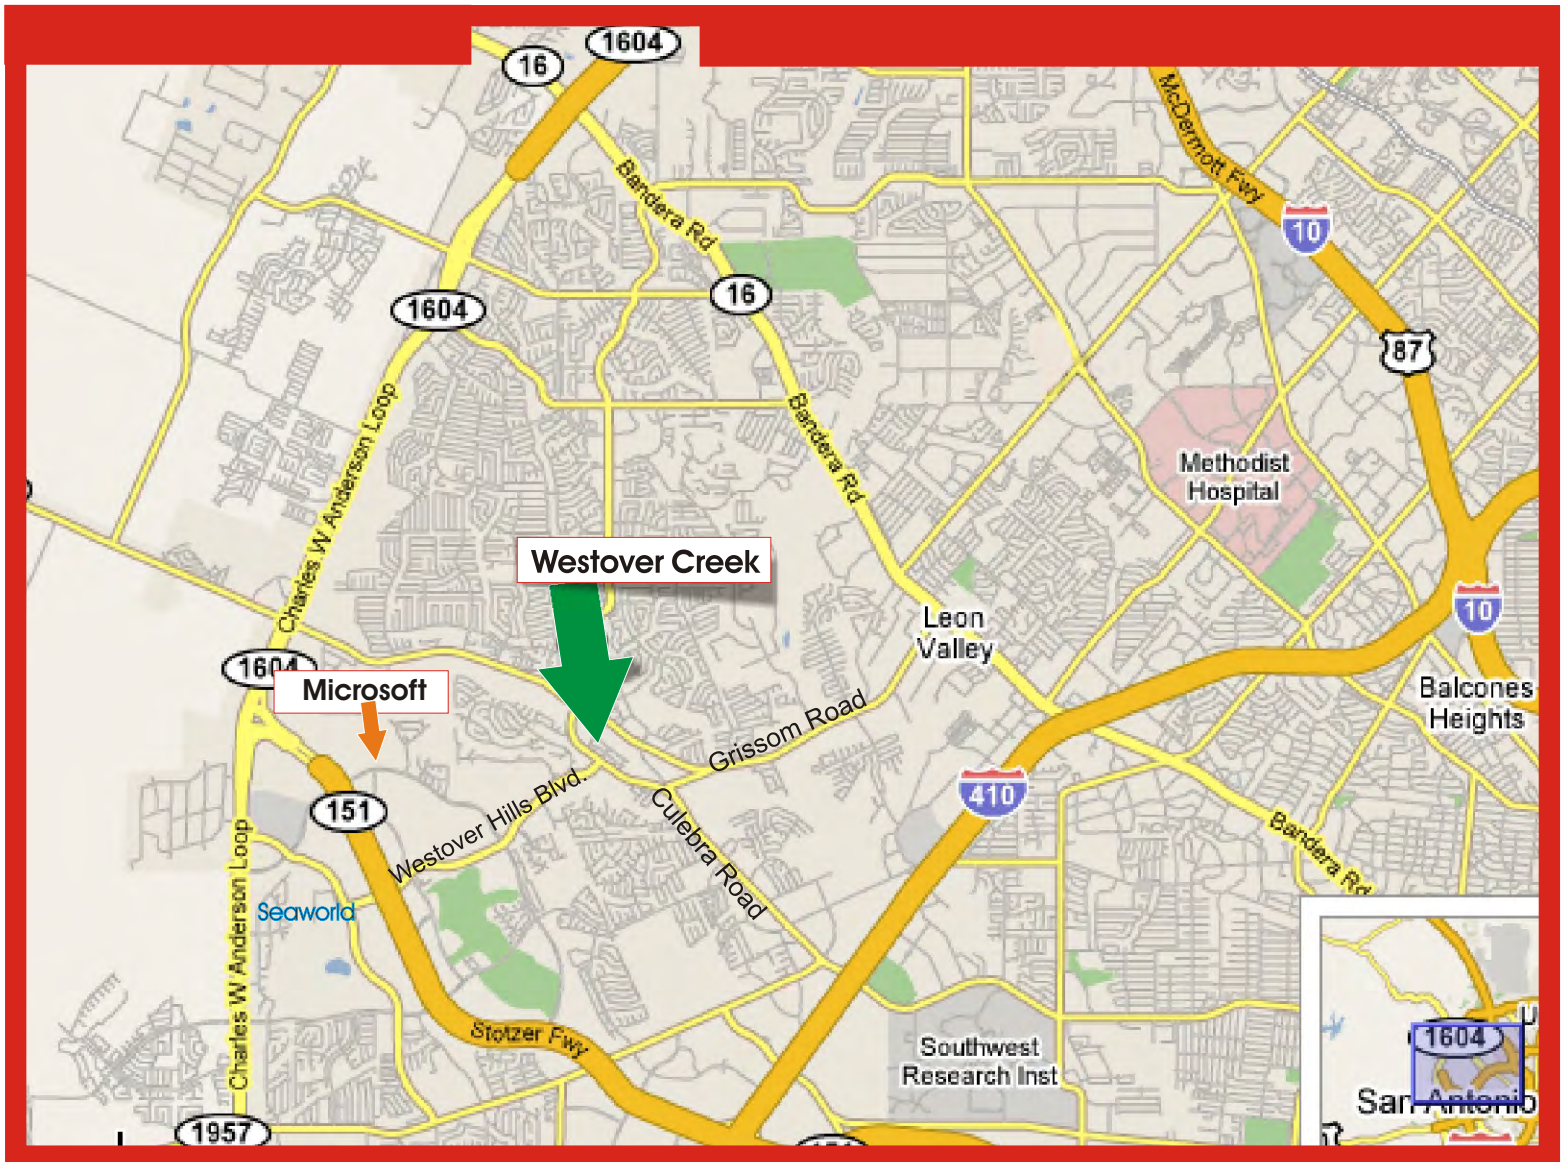 1604
16
McDermott Fwy
Bandera Rd
10
16
1604
87
Bandera Rd
Charles W Anderson Loop
Methodist
Hospital
Westover Creek
10
Leon
Valley
1604
Microsoft
Balcones
Heights
Grissom Road
410
Westover Hills Blvd.
151
Culebra Road
Bandera Rd
Charles W Anderson Loop
Seaworld
Stotzer Fwy
Southwest
Research Inst
1604
San Antonio
1957